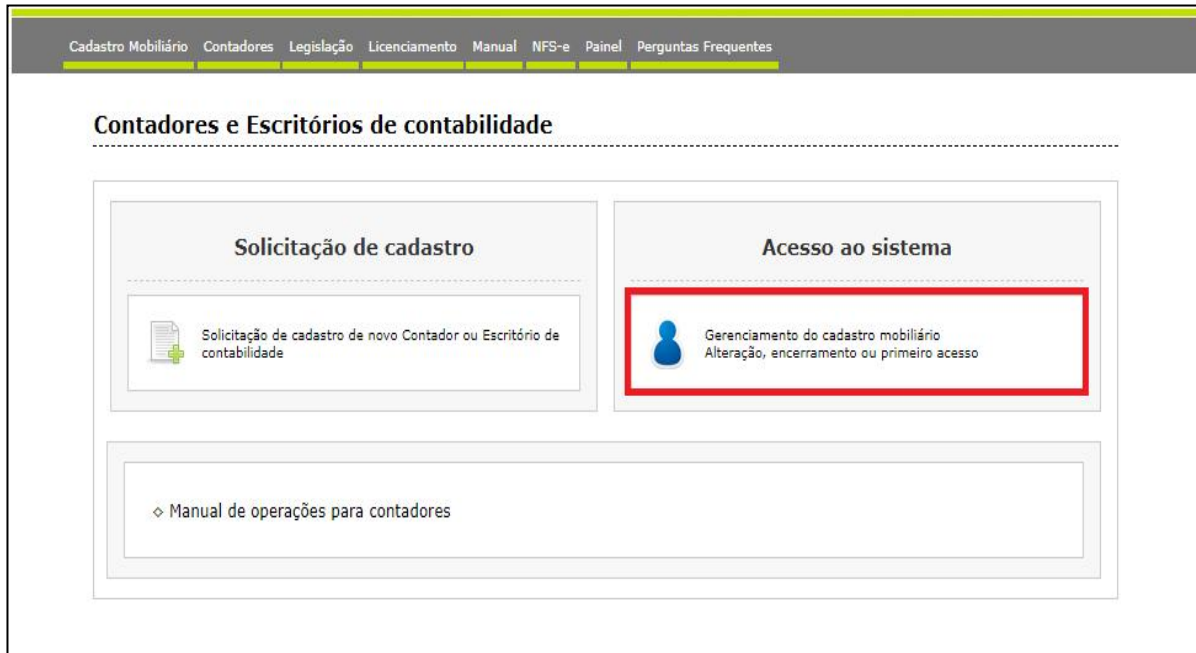 Cadastro Mobiliário Contadores Legislação Licenciamento Manual NFS-e Painel Perguntas Frequentes
Contadores e Escritórios de contabilidade
Solicitação de cadastro
Solicitação de cadastro de novo Contador ou Escritório de
contabilidade
Acesso ao sistema
Gerenciamento do cadastro mobiliário
Alteração, encerramento ou primeiro acesso
◇ Manual de operações para contadores